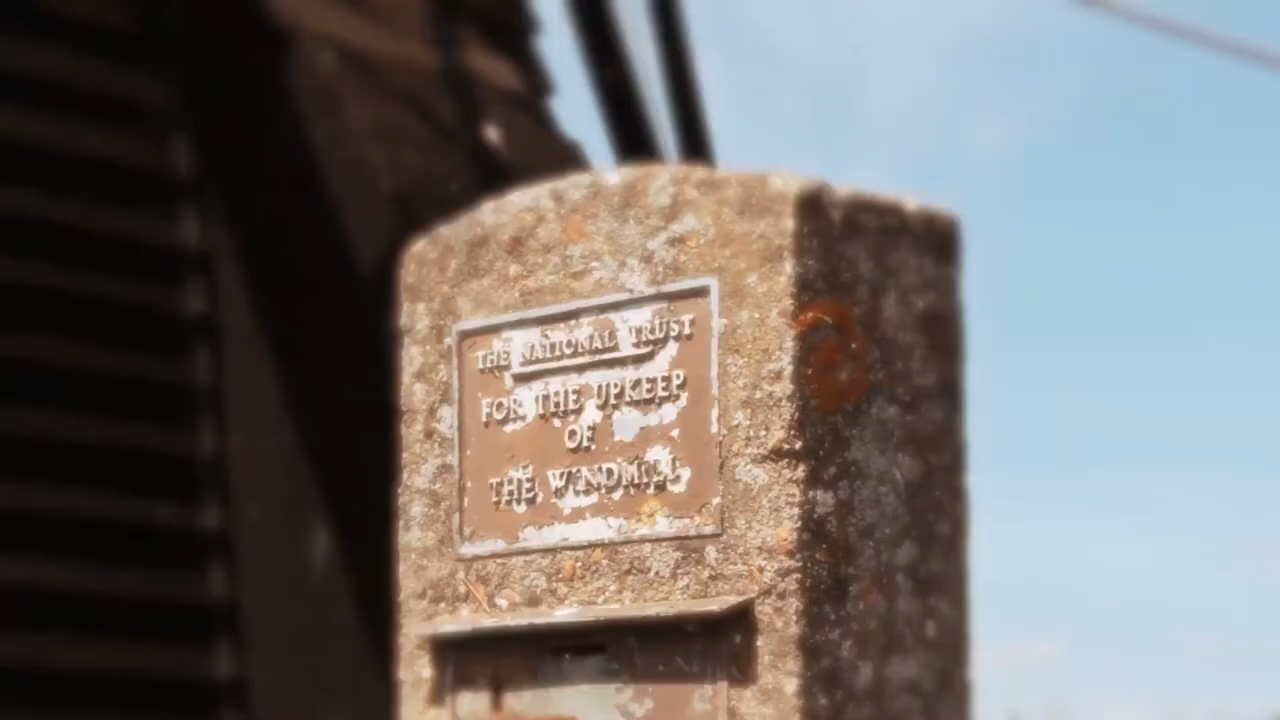 THE NATIONAL TRUST
FOR THE UPKEEP
OF
THE WINDMILL